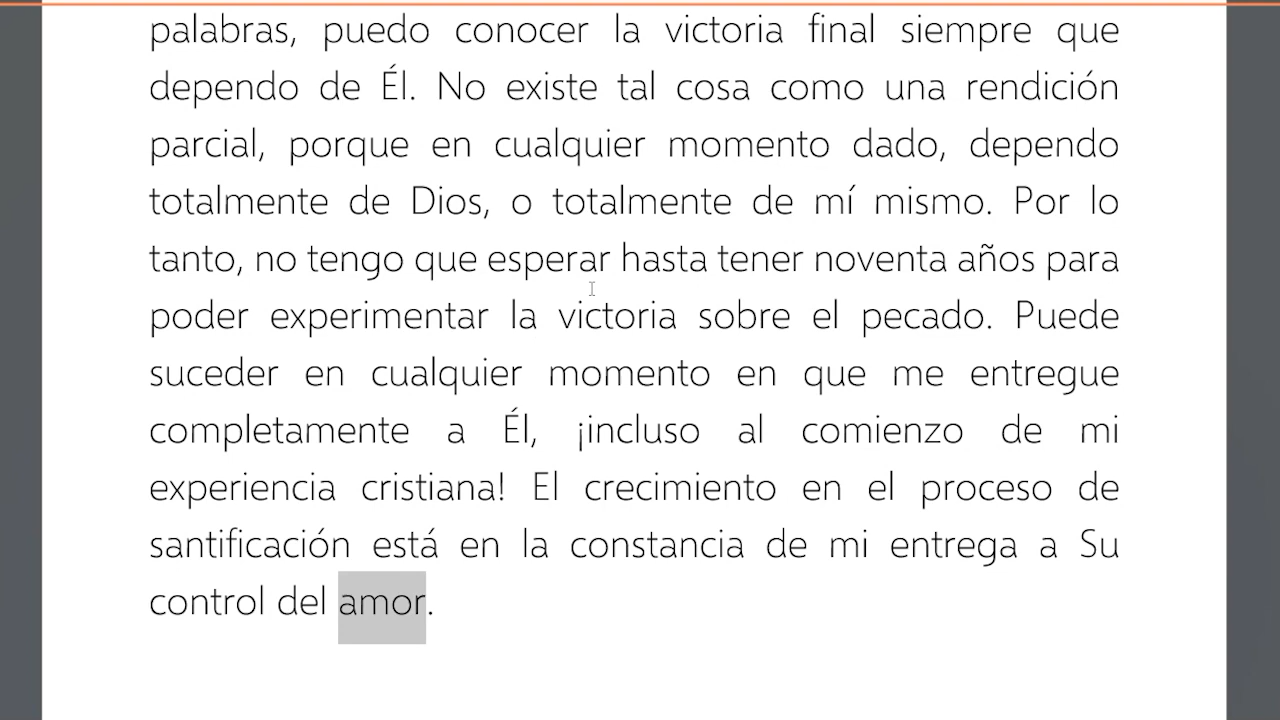 palabras, puedo conocer la victoria final siempre que
dependo de Él. No existe tal cosa como una rendición
parcial, porque en cualquier momento dado, dependo
totalmente de Dios, o totalmente de mí mismo. Por lo
tanto, no tengo que esperar hasta tener noventa años para
poder experimentar la victoria sobre el pecado. Puede
suceder en cualquier momento en que me entregue
completamente a Él, ¡incluso al comienzo de mi
experiencia cristiana! El crecimiento en el proceso de
santificación está en la constancia de mi entrega a Su
control del amor.